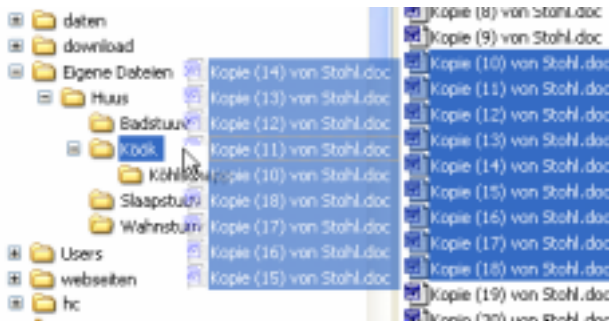 daten
download
Eigene Dateien
Huus
Badstuuv
Köök
Slaapstuuv
Wahnstuuv
Users
webseiten
hc
Kopie (14) von Stohl.doc
Kopie (13) von Stohl.doc
Kopie (12) von Stohl.doc
Kopie (11) von Stohl.doc
Kopie (10) von Stohl.doc
Kopie (18) von Stohl.doc
Kopie (17) von Stohl.doc
Kopie (16) von Stohl.doc
Kopie (15) von Stohl.doc
Kopie (8) von Stohl.doc
Kopie (9) von Stohl.doc
Kopie (10) von Stohl.doc
Kopie (11) von Stohl.doc
Kopie (12) von Stohl.doc
Kopie (13) von Stohl.doc
Kopie (14) von Stohl.doc
Kopie (15) von Stohl.doc
Kopie (16) von Stohl.doc
Kopie (17) von Stohl.doc
Kopie (18) von Stohl.doc
Kopie (19) von Stohl.doc
Kopie (20) von Stohl.doc